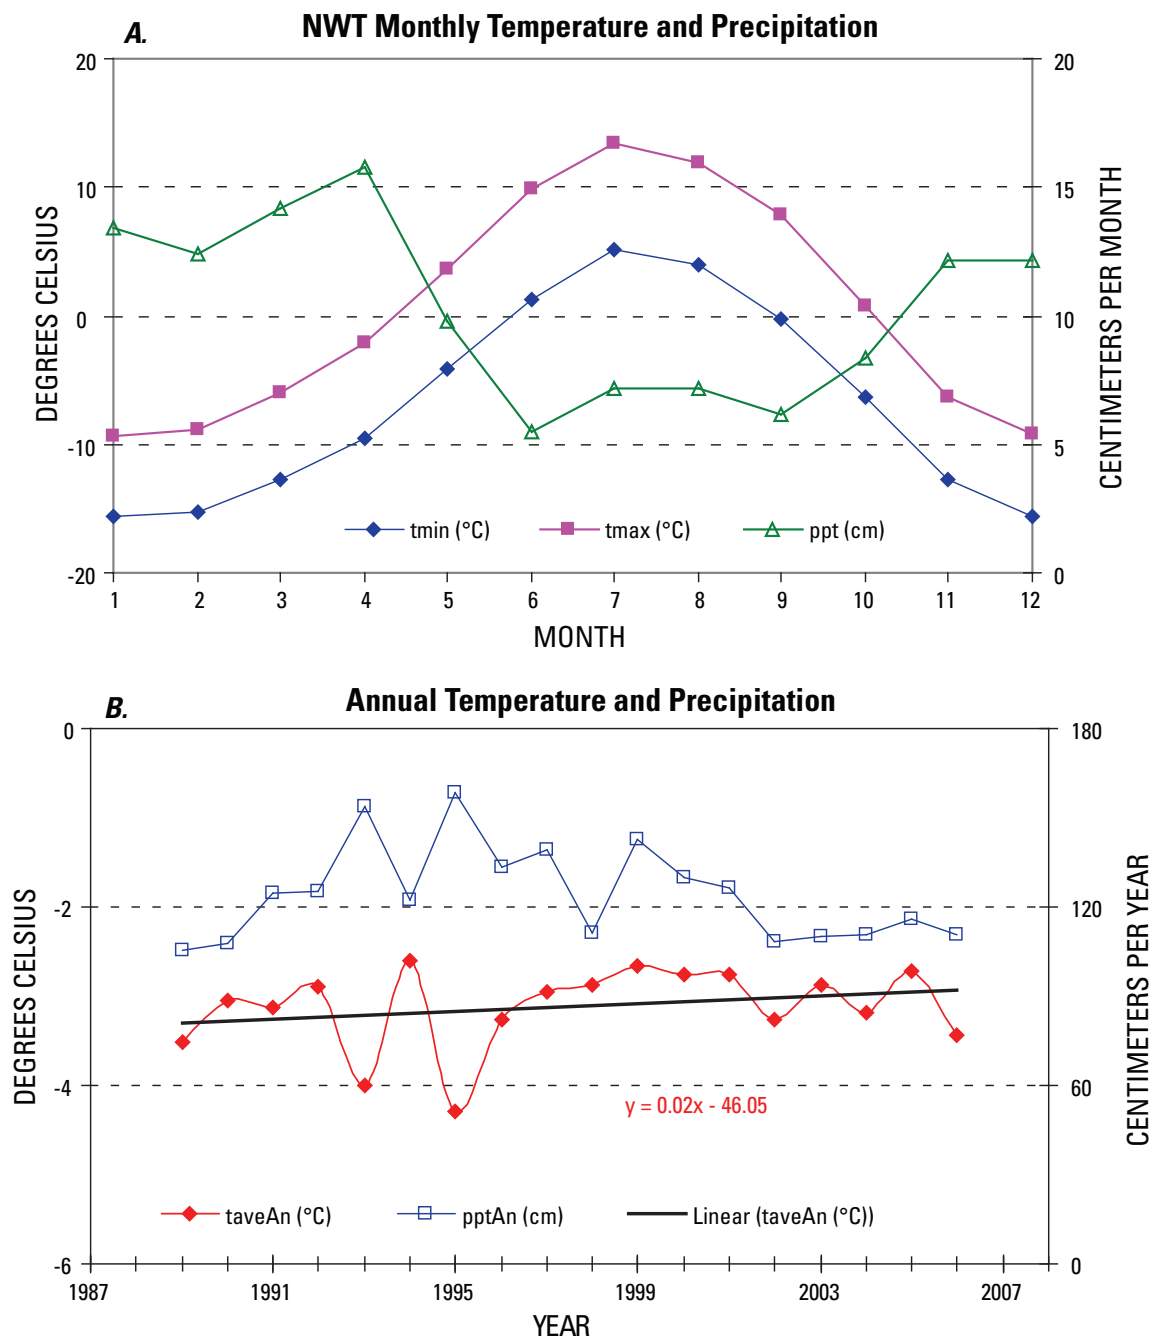 A.
NWT Monthly Temperature and Precipitation
20
10
0
-10
-20
DEGREES CELSIUS
20
15
10
5
0
CENTIMETERS PER MONTH
tmin (°C)
tmax (°C)
ppt (cm)
1 2 3 4 5 6 7 8 9 10 11 12
MONTH
B.
Annual Temperature and Precipitation
0
-2
-4
-6
DEGREES CELSIUS
180
120
60
0
CENTIMETERS PER YEAR
y = 0.02x - 46.05
taveAn (°C)
pptAn (cm)
Linear (taveAn (°C))
1987 1991 1995 1999 2003 2007
YEAR